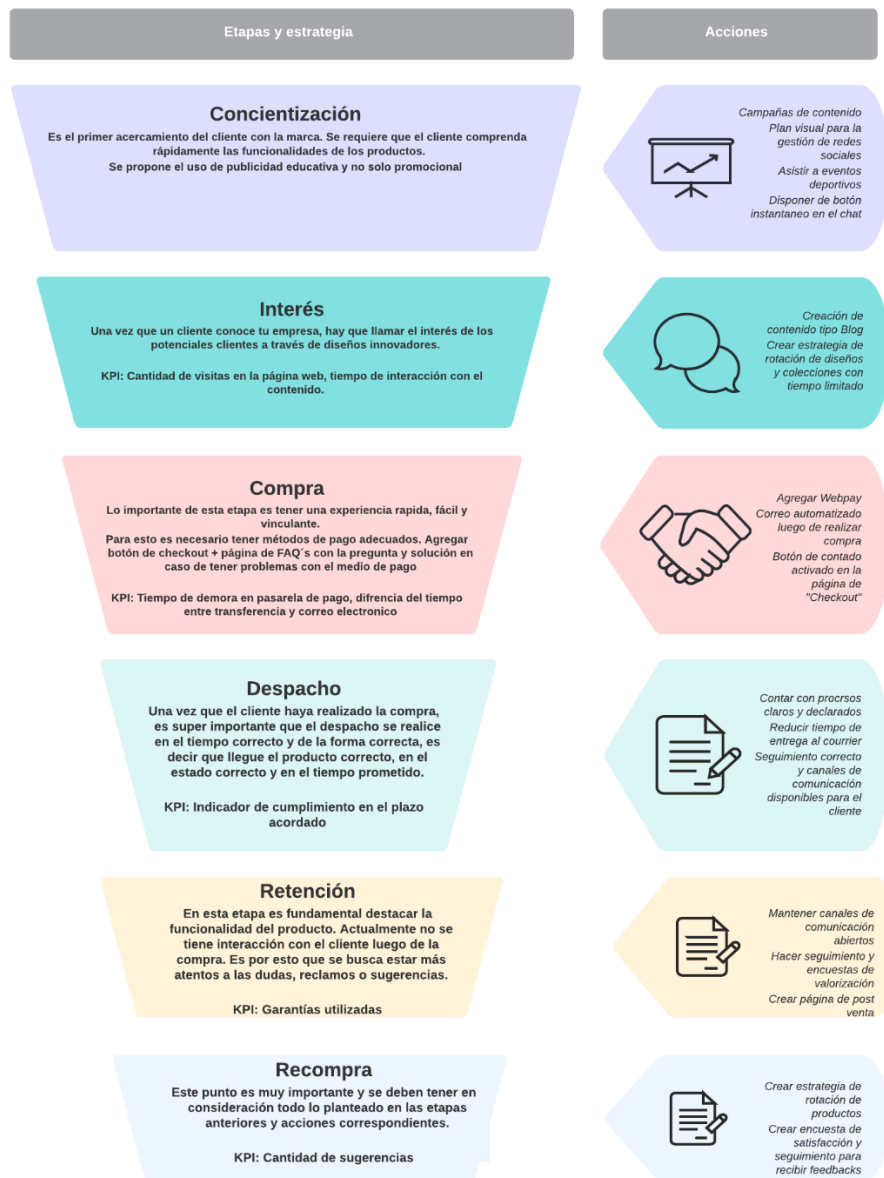 Etapas y estrategia
Acciones
Concientización
Es el primer acercamiento del cliente con la marca. Se requiere que el cliente comprenda
rápidamente las funcionalidades de los productos.
Se propone el uso de publicidad educativa y no solo promocional
Campañas de contenido
Plan visual para la
gestión de redes
sociales
Asistir a eventos
deportivos
Disponer de botón
instantaneo en el chat
Interés
Una vez que un cliente conoce tu empresa, hay que llamar el interés de los
potenciales clientes a través de diseños innovadores.
KPI: Cantidad de visitas en la página web, tiempo de interacción con el
contenido.
Creación de
contenido tipo Blog
Crear estrategia de
rotación de diseños
y colecciones con
tiempo limitado
Compra
Lo importante de esta etapa es tener una experiencia rapida, fácil y
vinculante.
Para esto es necesario tener métodos de pago adecuados. Agregar
botón de checkout + página de FAQ´s con la pregunta y solución en
caso de tener problemas con el medio de pago
KPI: Tiempo de demora en pasarela de pago, difrencia del tiempo
entre transferencia y correo electronico
Agregar Webpay
Correo automatizado
luego de realizar
compra
Botón de contado
activado en la
página de
"Checkout"
Despacho
Una vez que el cliente haya realizado la compra,
es super importante que el despacho se realice
en el tiempo correcto y de la forma correcta, es
decir que llegue el producto correcto, en el
estado correcto y en el tiempo prometido.
KPI: Indicador de cumplimiento en el plazo
acordado
Contar con procrsos
claros y declarados
Reducir tiempo de
entrega al courrier
Seguimiento correcto
y canales de
comunicación
disponibles para el
cliente
Retención
En esta etapa es fundamental destacar la
funcionalidad del producto. Actualmente no se
tiene interacción con el cliente luego de la
compra. Es por esto que se busca estar más
atentos a las dudas, reclamos o sugerencias.
KPI: Garantías utilizadas
Mantener canales de
comunicación
abiertos
Hacer seguimiento y
encuestas de
valorización
Crear página de post
venta
Recompra
Este punto es muy importante y se deben tener en
consideración todo lo planteado en las etapas
anteriores y acciones correspondientes.
KPI: Cantidad de sugerencias
Crear estrategia de
rotación de
productos
Crear encuesta de
satisfacción y
seguimiento para
recibir feedbacks